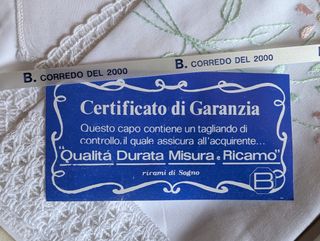 B. CORREDO DEL 2000 B. CORREDO DEL 2000
Certificato di Garanzia
Questo capo contiene un tagliando di
controllo, il quale assicura all'acquirente...
"Qualitá Durata Misura e Ricamo"
ricami di Sogno
B